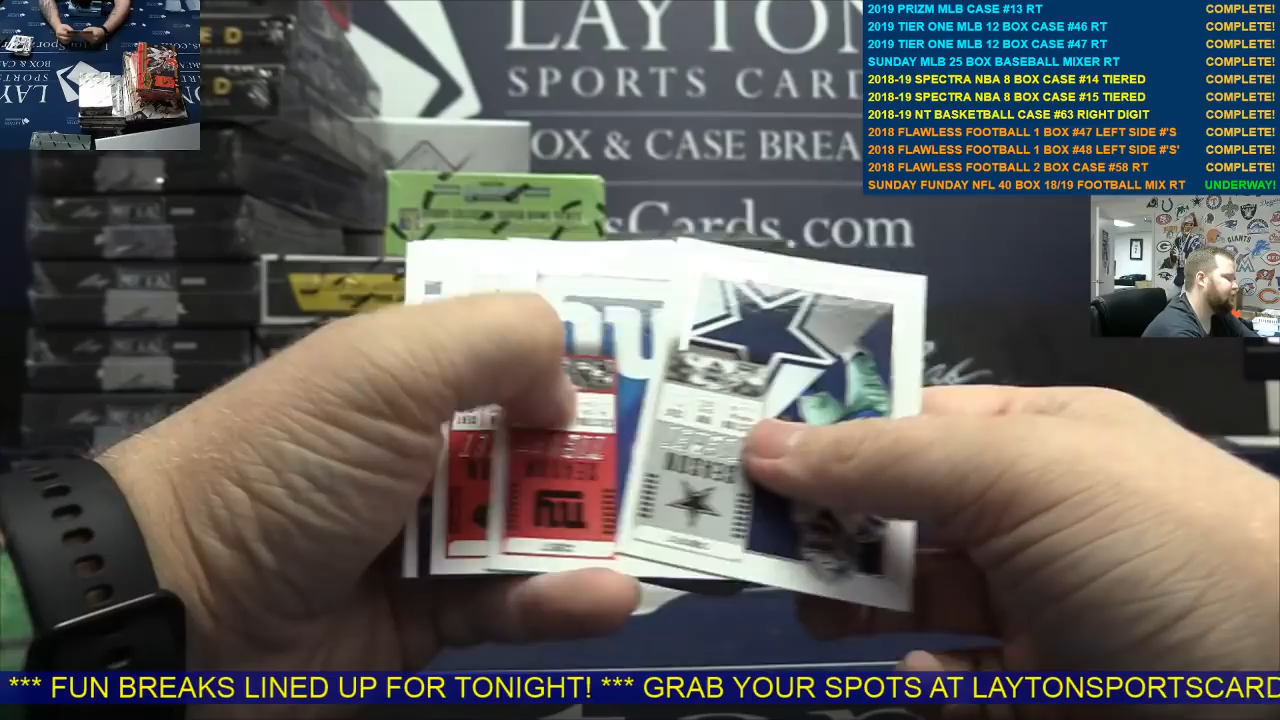 2019 PRIZM MLB CASE #13 RT COMPLETE!
2019 TIER ONE MLB 12 BOX CASE #46 RT COMPLETE!
2019 TIER ONE MLB 12 BOX CASE #47 RT COMPLETE!
SUNDAY MLB 25 BOX BASEBALL MIXER RT COMPLETE!
2018-19 SPECTRA NBA 8 BOX CASE #14 TIERED COMPLETE!
2018-19 SPECTRA NBA 8 BOX CASE #15 TIERED COMPLETE!
2018-19 NT BASKETBALL CASE #63 RIGHT DIGIT COMPLETE!
2018 FLAWLESS FOOTBALL 1 BOX #47 LEFT SIDE #'S COMPLETE!
2018 FLAWLESS FOOTBALL 1 BOX #48 LEFT SIDE #'S' COMPLETE!
2018 FLAWLESS FOOTBALL 2 BOX CASE #58 RT COMPLETE!
SUNDAY FUNDAY NFL 40 BOX 18/19 FOOTBALL MIX RT UNDERWAY!
LAYTON
SPORTS CARD
OX & CASE BREA
sCards.com
SEASON
ny
SEASON
GIANTS
*** FUN BREAKS LINED UP FOR TONIGHT! *** GRAB YOUR SPOTS AT LAYTONSPORTSCARD